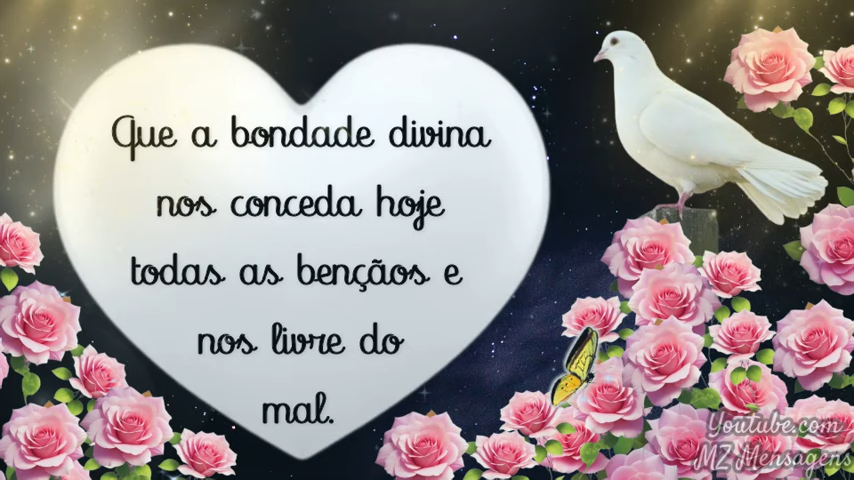 Que a bondade divina
nos conceda hoje
todas as bençãos e
nos livre do
mal.
Youtube.com
MZ Mensagens